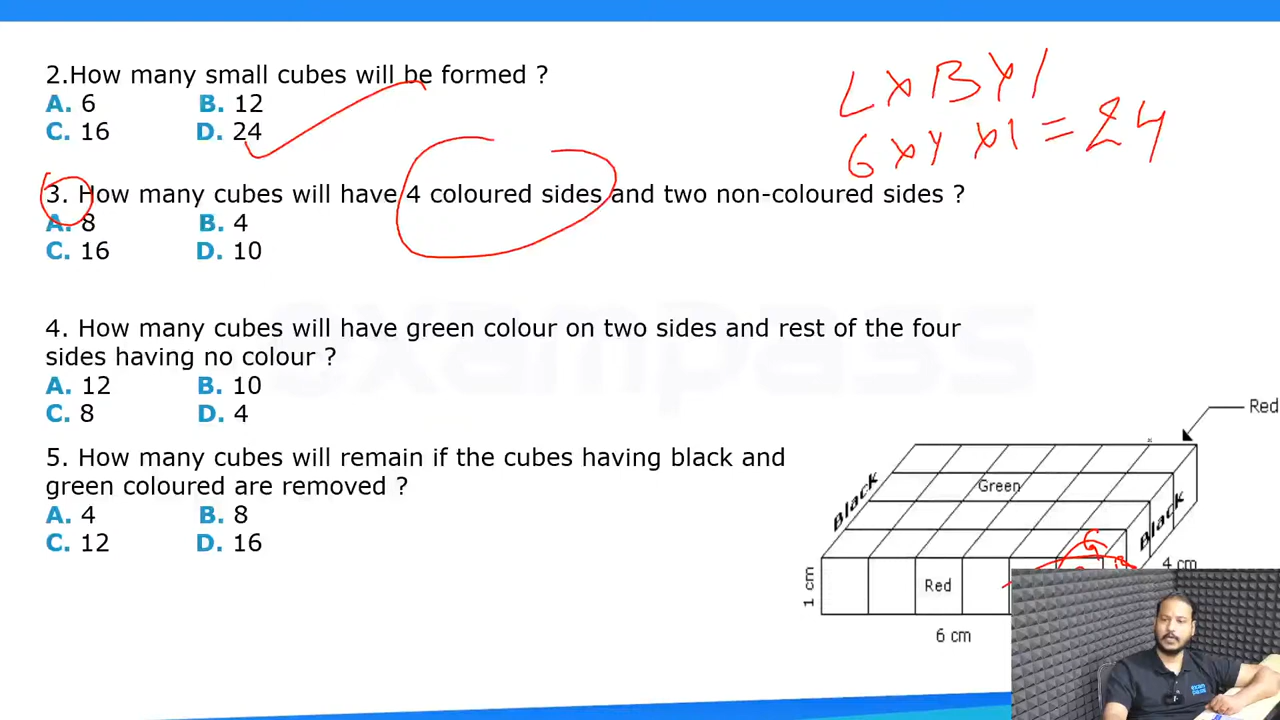 2.How many small cubes will be formed ?
A. 6 B. 12
C. 16 D. 24
L x B x 1
6 x 4 x 1 = 24
3. How many cubes will have 4 coloured sides and two non-coloured sides ?
A. 8 B. 4
C. 16 D. 10
4. How many cubes will have green colour on two sides and rest of the four
sides having no colour ?
A. 12 B. 10
C. 8 D. 4
exampass
5. How many cubes will remain if the cubes having black and
green coloured are removed ?
A. 4 B. 8
C. 12 D. 16
Red
Green
Black
Black
G
4 cm
1 cm
Red
6 cm
exam
pass